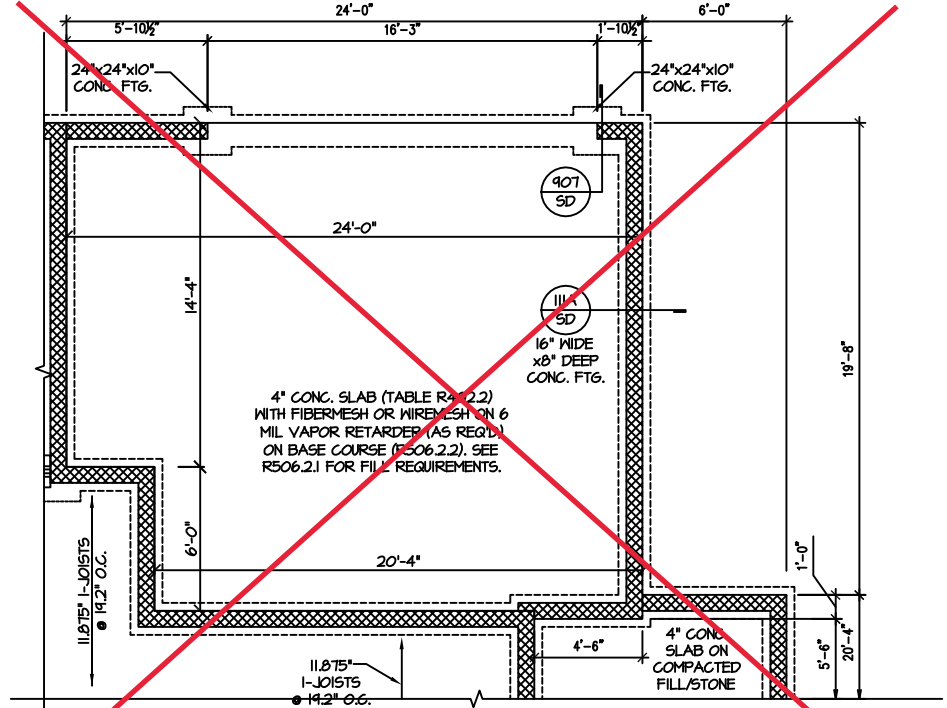 24'-0"
6'-0"
5'-10½"
16'-3"
1'-10½"
24"x24"x10"
CONC. FTG.
24"x24"x10"
CONC. FTG.
907
SD
24'-0"
14'-4"
111A
SD
16" WIDE
x8" DEEP
CONC. FTG.
19'-8"
4" CONC. SLAB (TABLE R402.2)
WITH FIBERMESH OR WIREMESH ON 6
MIL VAPOR RETARDER (AS REQ'D)
ON BASE COURSE (R506.2.2). SEE
R506.2.1 FOR FILL REQUIREMENTS.
6'-0"
20'-4"
1'-0"
11.875" I-JOISTS
@ 19.2" O.C.
4'-6"
4" CONC.
SLAB ON
COMPACTED
FILL/STONE
5'-6"
20'-4"
11.875"
I-JOISTS
@ 19.2" O.C.